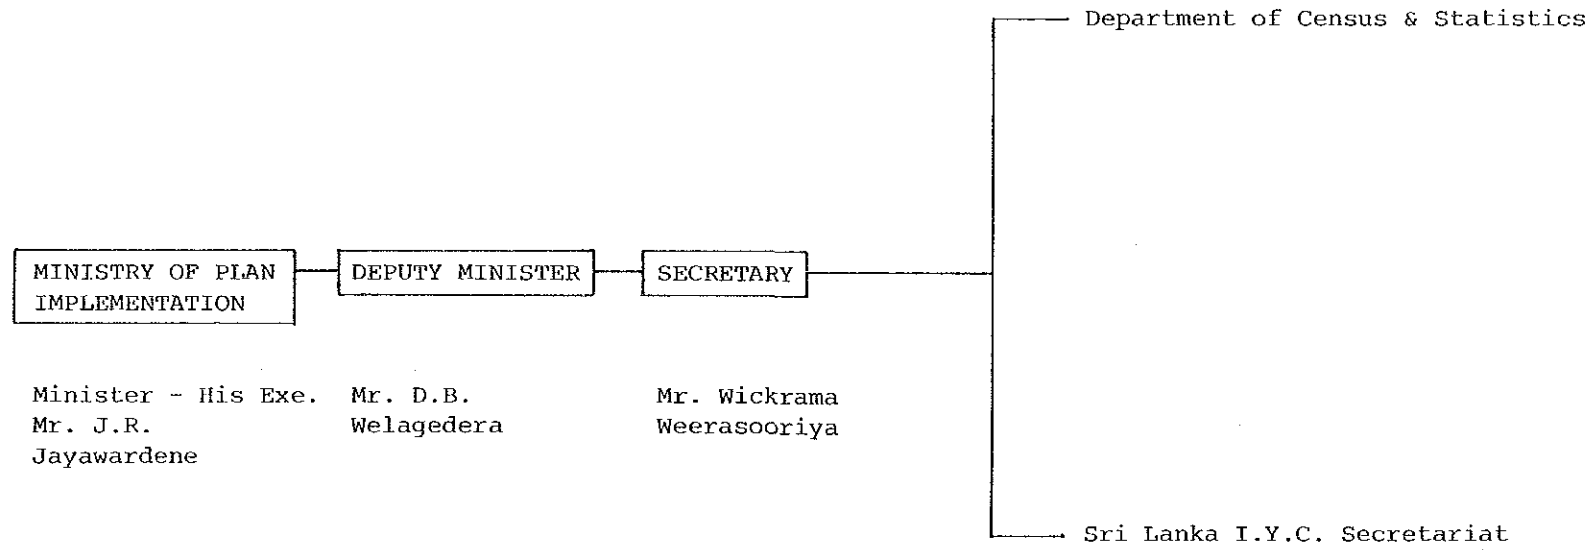 Department of Census & Statistics
MINISTRY OF PLAN
IMPLEMENTATION
DEPUTY MINISTER
SECRETARY
Minister - His Exe.
Mr. J.R.
Jayawardene
Mr. D.B.
Welagedera
Mr. Wickrama
Weerasooriya
Sri Lanka I.Y.C. Secretariat